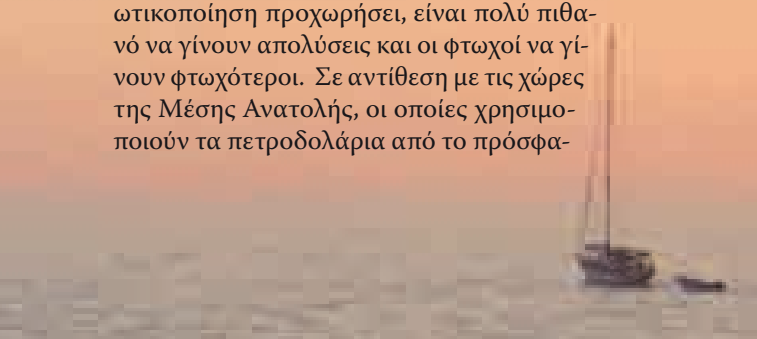 ωτικοποίηση προχωρήσει, είναι πολύ πιθα-
νό να γίνουν απολύσεις και οι φτωχοί να γί-
νουν φτωχότεροι. Σε αντίθεση με τις χώρες
της Μέσης Ανατολής, οι οποίες χρησιμο-
ποιούν τα πετροδολάρια από το πρόσφα-